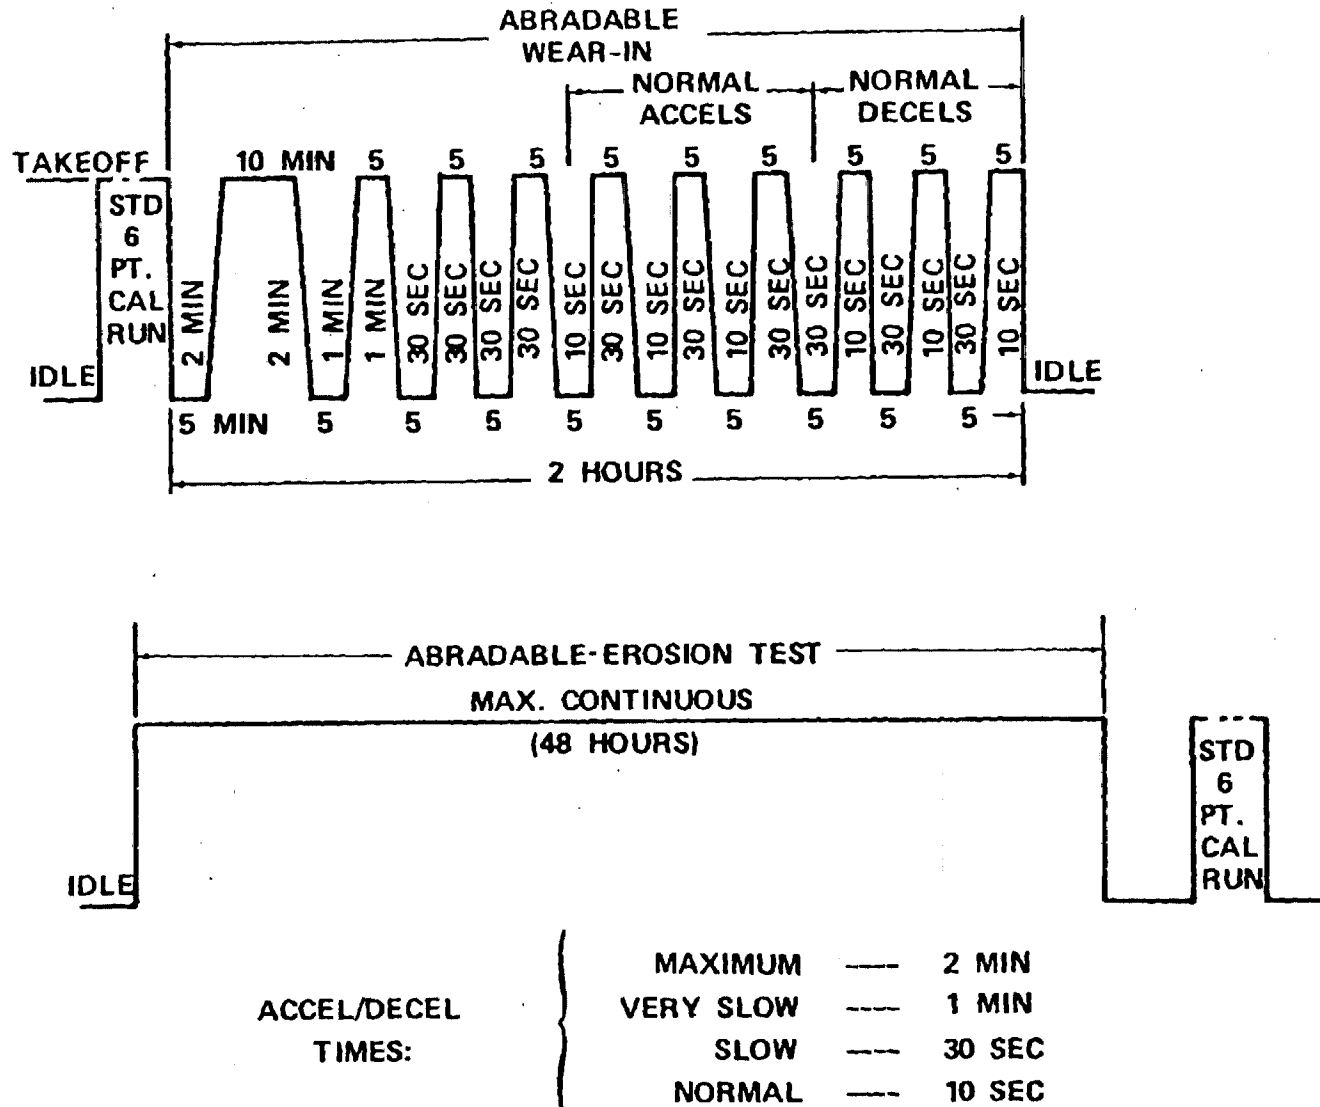 ABRADABLE
WEAR-IN
NORMAL
ACCELS
NORMAL
DECELS
TAKEOFF
10 MIN 5 5 5 5 5 5 5 5 5
STD
6
PT.
CAL
RUN
2 MIN
2 MIN
1 MIN
1 MIN
30 SEC
30 SEC
30 SEC
30 SEC
10 SEC
30 SEC
10 SEC
30 SEC
10 SEC
30 SEC
30 SEC
10 SEC
30 SEC
10 SEC
30 SEC
10 SEC
IDLE
IDLE
5 MIN 5 5 5 5 5 5 5 5 5
2 HOURS
ABRADABLE-EROSION TEST
MAX. CONTINUOUS
(48 HOURS)
STD
6
PT.
CAL
RUN
IDLE
ACCEL/DECEL
TIMES:
MAXIMUM ---- 2 MIN
VERY SLOW ---- 1 MIN
SLOW ---- 30 SEC
NORMAL ---- 10 SEC